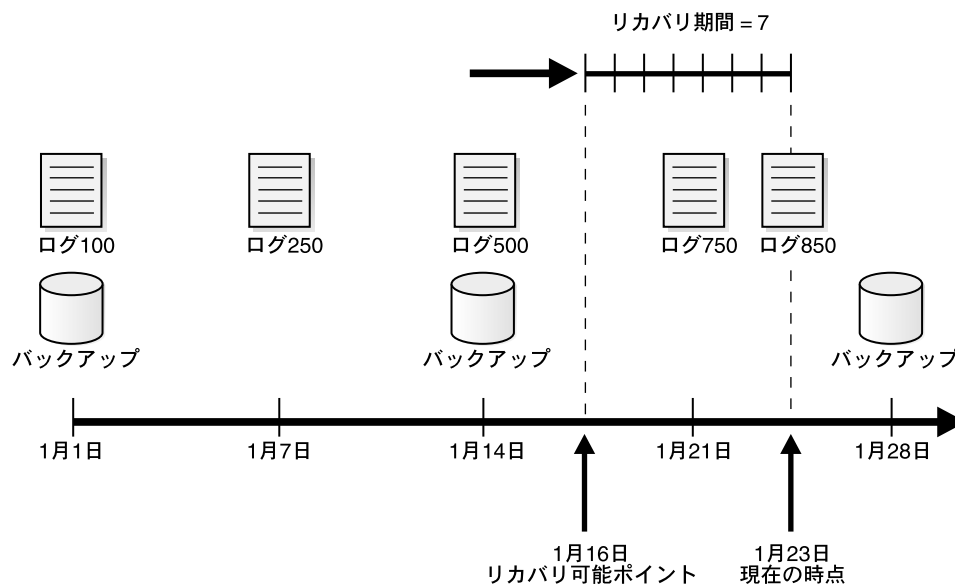 リカバリ期間 = 7
ログ100
ログ250
ログ500
ログ750
ログ850
バックアップ
バックアップ
バックアップ
1月1日
1月7日
1月14日
1月21日
1月28日
1月16日
リカバリ可能ポイント
1月23日
現在の時点